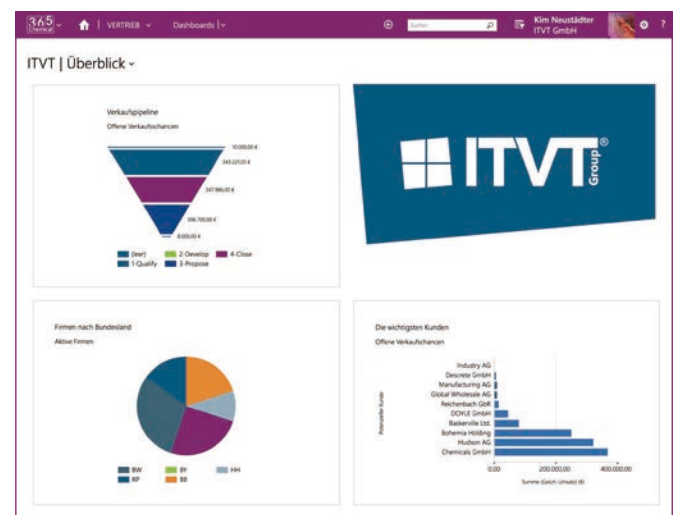 365 Chemical
VERTRIEB
Dashboards
Suchen
Kim Neustädter
ITVT GmbH
?
ITVT | Überblick
Verkaufspipeline
Offene Verkaufschancen
10.000,00 €
343.221,05 €
347.886,00 €
396.700,00 €
8.000,00 €
(leer)
2-Develop
4-Close
1-Qualify
3-Propose
ITVT Group®
Firmen nach Bundesland
Aktive Firmen
BW
BY
HH
RP
BB
Die wichtigsten Kunden
Offene Verkaufschancen
Potenzielle Kunde
Industry AG
Descrete GmbH
Manufacturing AG
Global Wholesale AG
Reichenbach GbR
DOYLE GmbH
Baskerville Ltd.
Bohemia Holding
Hudson AG
Chemicals GmbH
0,00
200.000,00
400.000,00
Summe (Gesch. Umsatz) (€)